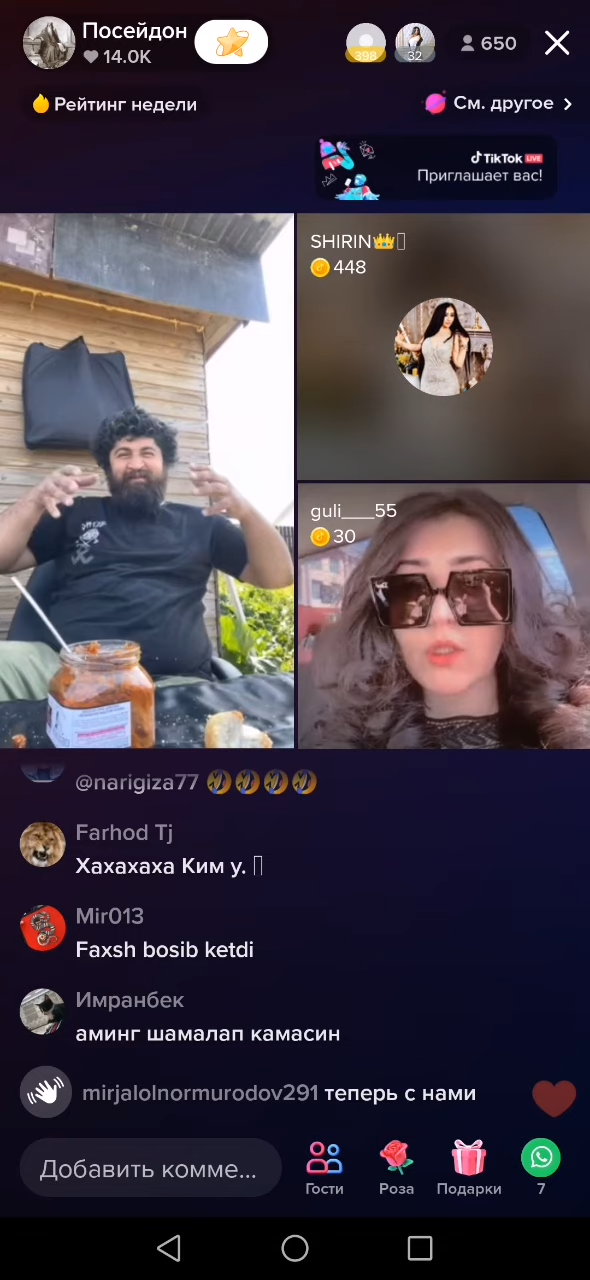 Посейдон
14.0K
398
32
650
Рейтинг недели
См. другое
TikTok LIVE
Приглашает вас!
SHIRIN👑
448
guli___55
30
@narigiza77 🤣🤣🤣🤣
Farhod Tj
Хахахаха Ким у.
Mir013
Faxsh bosib ketdi
Имранбек
аминг шамалап камасин
mirjalolnormurodov291 теперь с нами
Добавить комме...
Гости
Роза
Подарки
7